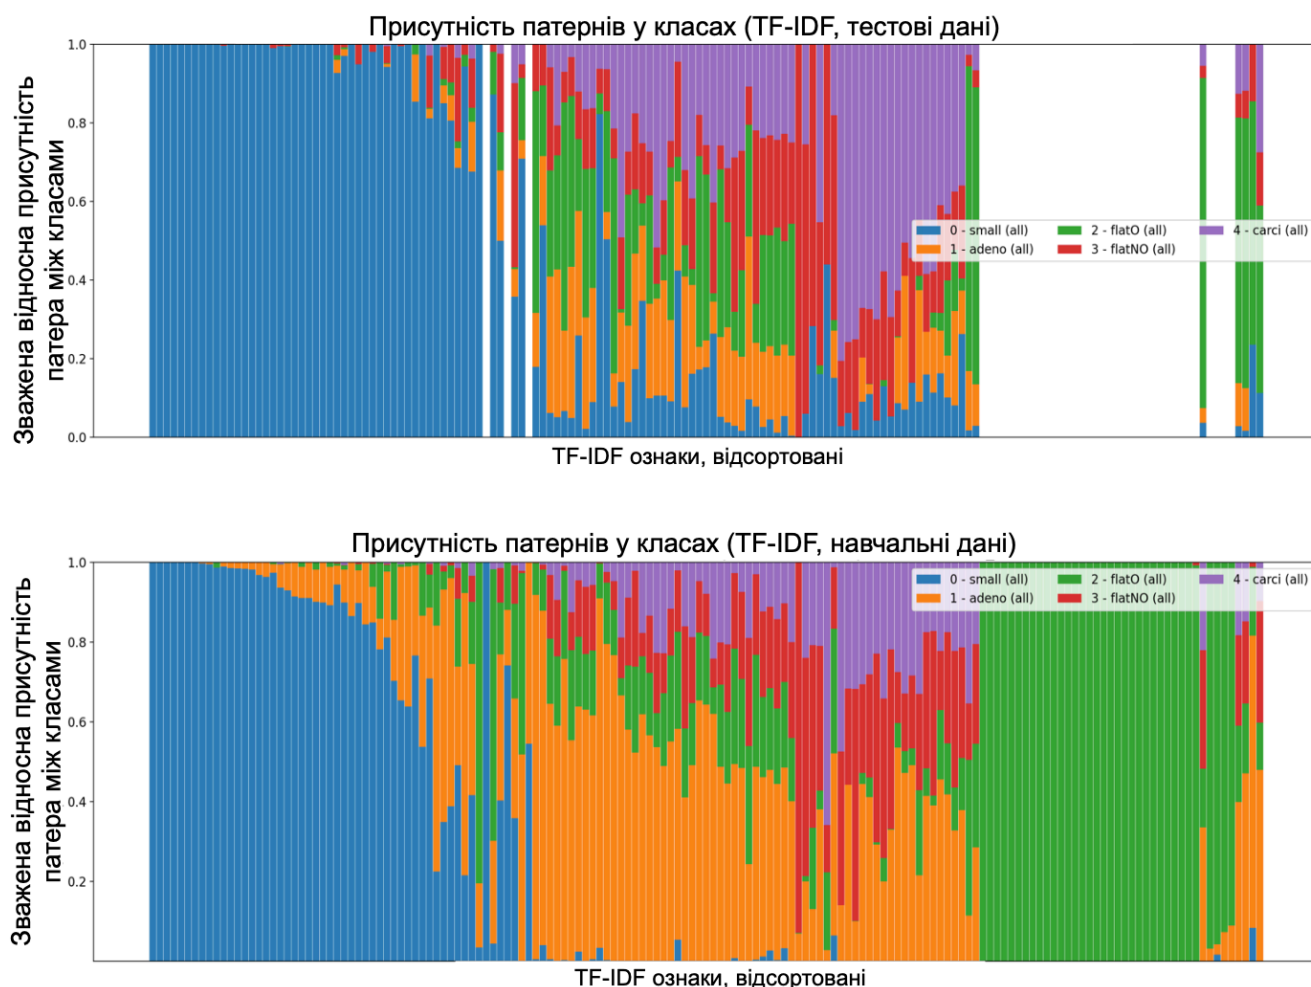 Присутність патернів у класах (TF-IDF, тестові дані)
Зважена відносна присутність
патера між класами
1.0
0.8
0.6
0.4
0.2
0.0
0 - small (all) 2 - flatO (all) 4 - carci (all)
1 - adeno (all) 3 - flatNO (all)
TF-IDF ознаки, відсортовані
Присутність патернів у класах (TF-IDF, навчальні дані)
Зважена відносна присутність
патера між класами
1.0
0.8
0.6
0.4
0.2
0 - small (all) 2 - flatO (all) 4 - carci (all)
1 - adeno (all) 3 - flatNO (all)
TF-IDF ознаки, відсортовані